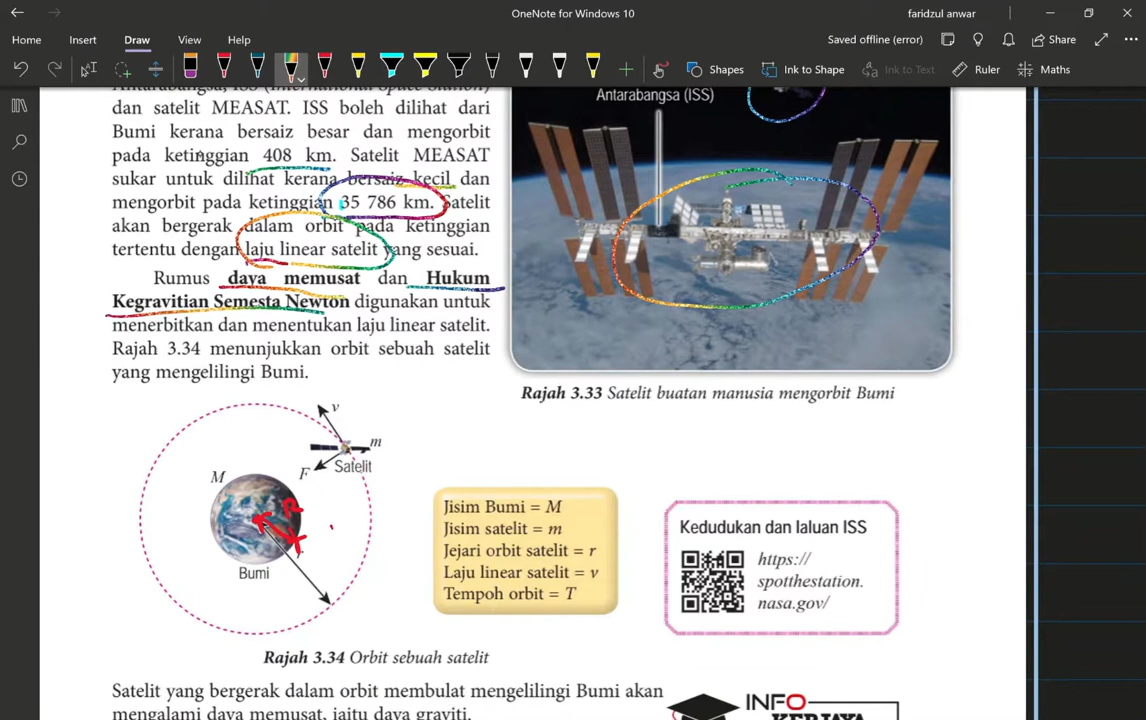 OneNote for Windows 10
faridzul anwar
Home
Insert
Draw
View
Help
Saved offline (error)
Share
Shapes
Ink to Shape
Ink to Text
Ruler
Maths
Antarabangsa, ISS (International Space Station)
dan satelit MEASAT. ISS boleh dilihat dari
Bumi kerana bersaiz besar dan mengorbit
pada ketinggian 408 km. Satelit MEASAT
sukar untuk dilihat kerana bersaiz kecil dan
mengorbit pada ketinggian 35 786 km. Satelit
akan bergerak dalam orbit pada ketinggian
tertentu dengan laju linear satelit yang sesuai.
Rumus daya memusat dan Hukum
Kegravitian Semesta Newton digunakan untuk
menerbitkan dan menentukan laju linear satelit.
Rajah 3.34 menunjukkan orbit sebuah satelit
yang mengelilingi Bumi.
Antarabangsa (ISS)
Rajah 3.33 Satelit buatan manusia mengorbit Bumi
v
m
F
Satelit
M
R
Bumi
Jisim Bumi = M
Jisim satelit = m
Jejari orbit satelit = r
Laju linear satelit = v
Tempoh orbit = T
Kedudukan dan laluan ISS
https://
spotthestation.
nasa.gov/
Rajah 3.34 Orbit sebuah satelit
Satelit yang bergerak dalam orbit membulat mengelilingi Bumi akan
mengalami daya memusat, iaitu daya graviti.
INFO
KERJAYA